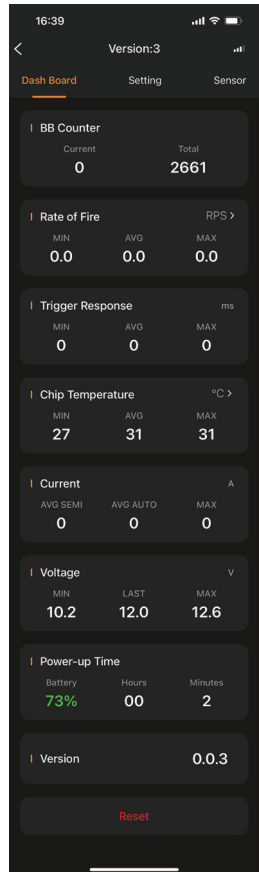 16:39
Version:3
Dash Board Setting Sensor
BB Counter
Current Total
0 2661
Rate of Fire RPS >
MIN AVG MAX
0.0 0.0 0.0
Trigger Response ms
MIN AVG MAX
0 0 0
Chip Temperature °C >
MIN AVG MAX
27 31 31
Current A
AVG SEMI AVG AUTO MAX
0 0 0
Voltage V
MIN LAST MAX
10.2 12.0 12.6
Power-up Time
Battery Hours Minutes
73% 00 2
Version 0.0.3
Reset